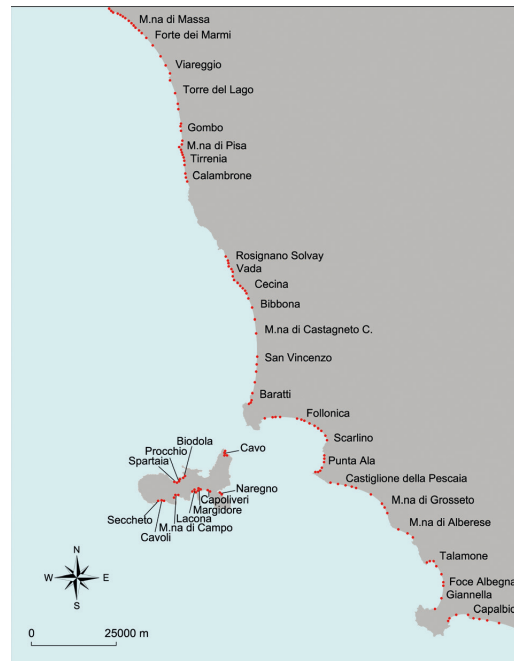 M.na di Massa
Forte dei Marmi
Viareggio
Torre del Lago
Gombo
M.na di Pisa
Tirrenia
Calambrone
Rosignano Solvay
Vada
Cecina
Bibbona
M.na di Castagneto C.
San Vincenzo
Baratti
Follonica
Scarlino
Biodola
Procchio
Spartaia
Cavo
Punta Ala
Castiglione della Pescaia
Naregno
Capoliveri
Margidore
Lacona
M.na di Campo
Seccheto
Cavoli
M.na di Grosseto
M.na di Alberese
Talamone
Foce Albegna
Giannella
Capalbio
N
W E
S
0 25000 m